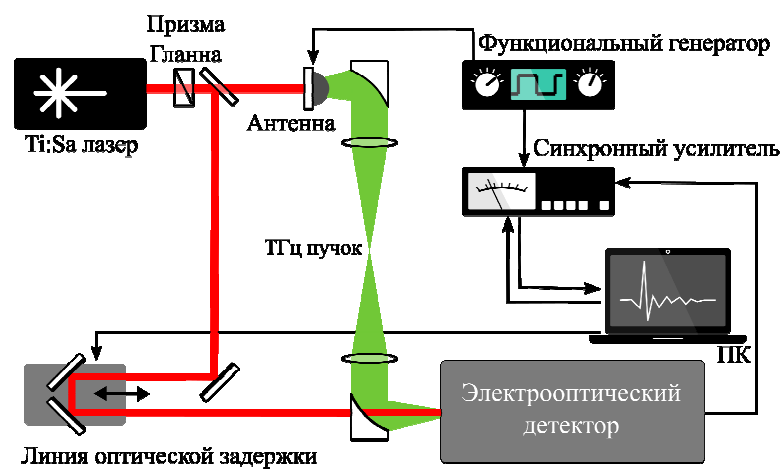 Призма
Гланна
Функциональный генератор
Ti:Sa лазер
Антенна
Синхронный усилитель
ТГц пучок
ПК
Электрооптический
детектор
Линия оптической задержки